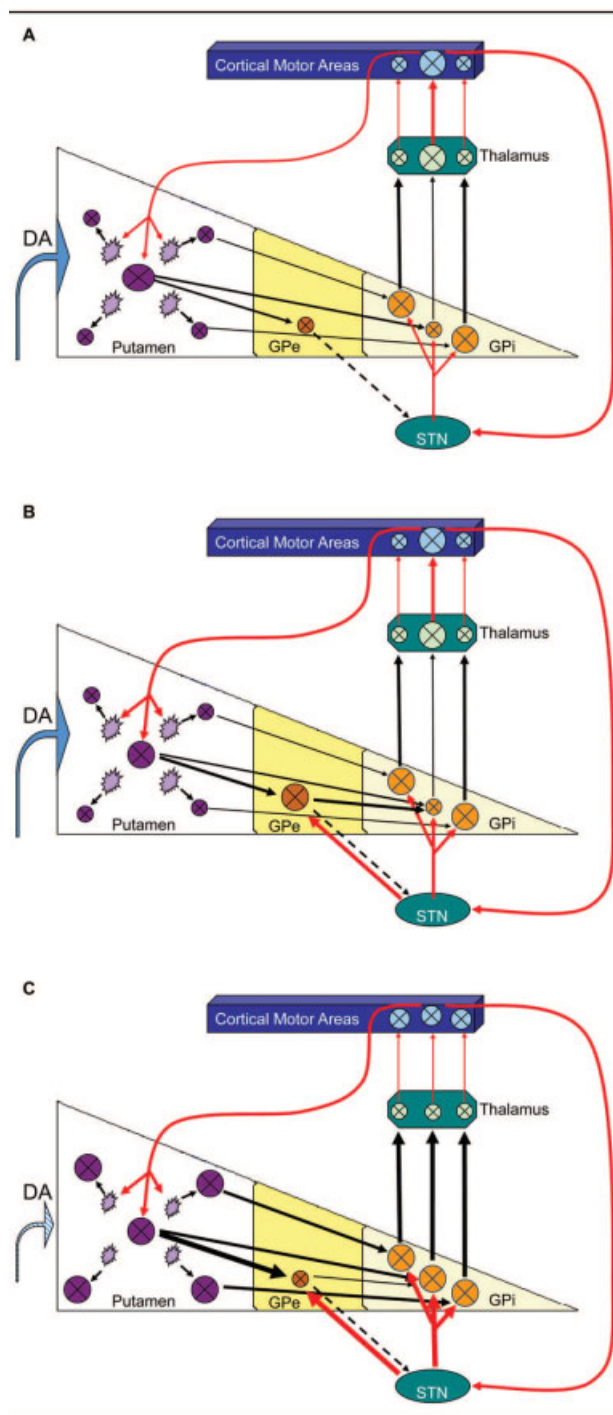 A
Cortical Motor Areas
Thalamus
DA
Putamen
GPe
GPi
STN
B
Cortical Motor Areas
Thalamus
DA
Putamen
GPe
GPi
STN
C
Cortical Motor Areas
Thalamus
DA
Putamen
GPe
GPi
STN